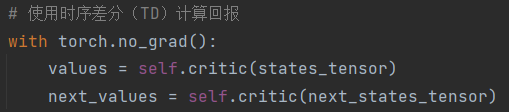 # 使用时序差分（TD）计算回报
with torch.no_grad():
    values = self.critic(states_tensor)
    next_values = self.critic(next_states_tensor)